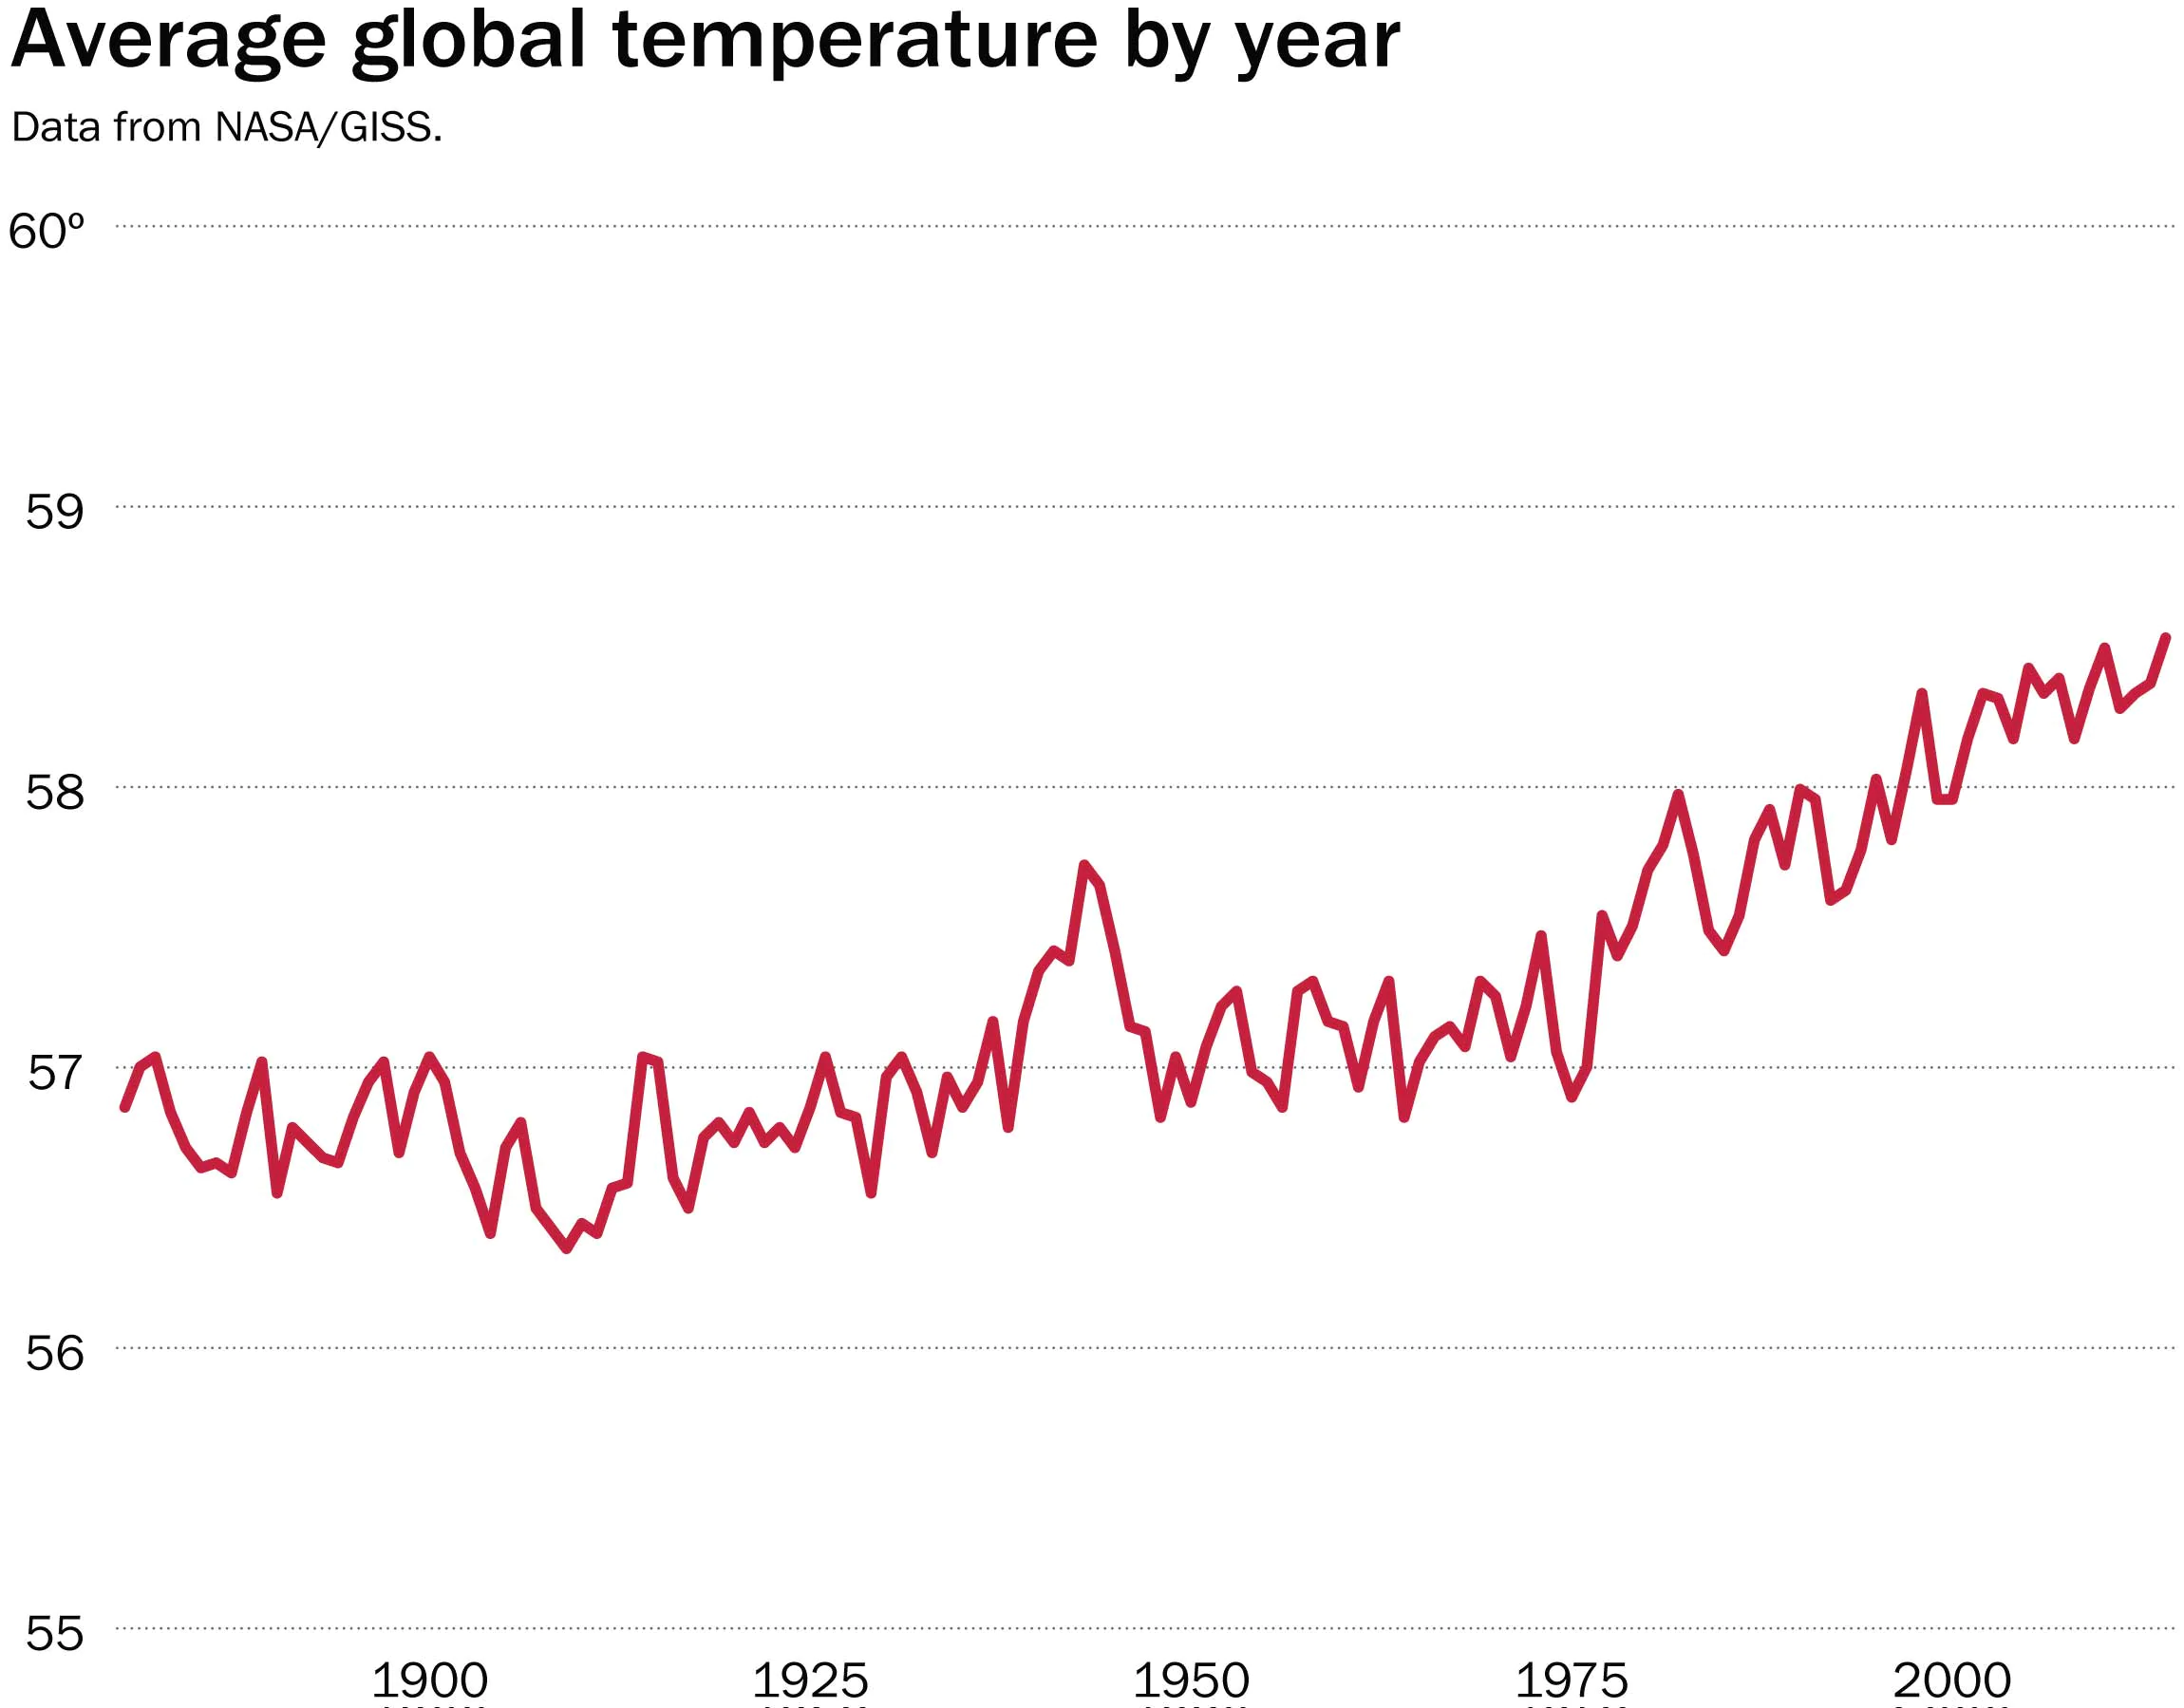 Average global temperature by year
Data from NASA/GISS.
60º
59
58
57
56
55
1900 1925 1950 1975 2000